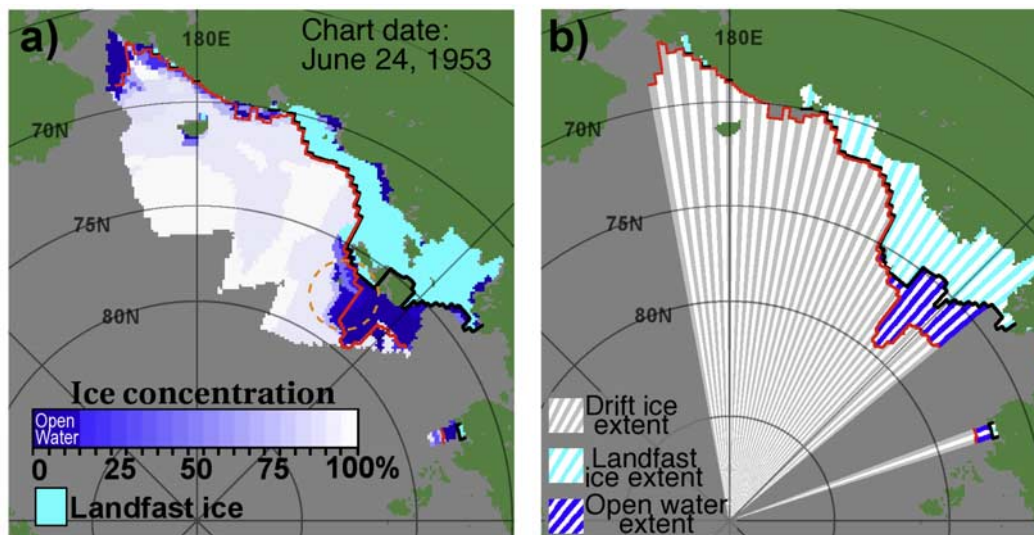 a)
180E
Chart date:
June 24, 1953
70N
75N
80N
Ice concentration
Open
Water
0 25 50 75 100%
Landfast ice
b)
180E
70N
75N
80N
Drift ice
extent
Landfast
ice extent
Open water
extent